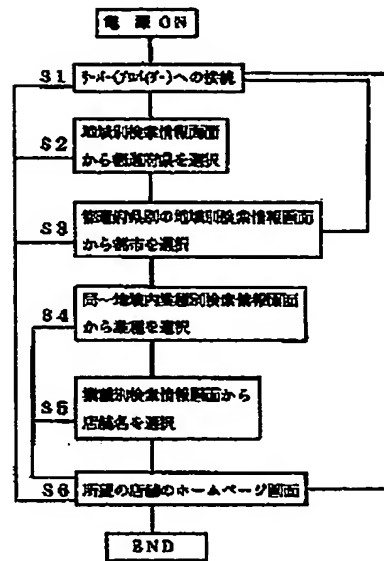 電源ON
S1
サーバー(プロバイダー)への接続
S2
地域別検索情報画面
から都道府県を選択
S3
都道府県別の地域別検索情報画面
から都市を選択
S4
同一地域内業種別検索情報画面
から業種を選択
S5
業種別検索情報画面から
店舗名を選択
S6
所望の店舗のホームページ画面
END